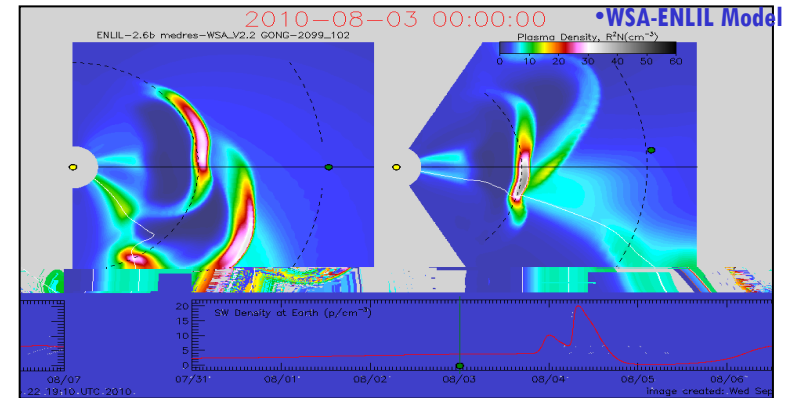 2010-08-03 00:00:00
•WSA-ENLIL Model
ENLIL-2.6b medres-WSA_V2.2 GONG-2099_102
Plasma Density, R²N(cm⁻³)
0 10 20 30 40 50 60
SW Density at Earth (p/cm⁻³)
20
15
10
5
0
08/07 07/31 08/01 08/02 08/03 08/04 08/05 08/06
22 19:10 UTC 2010
Image created: Wed Sep